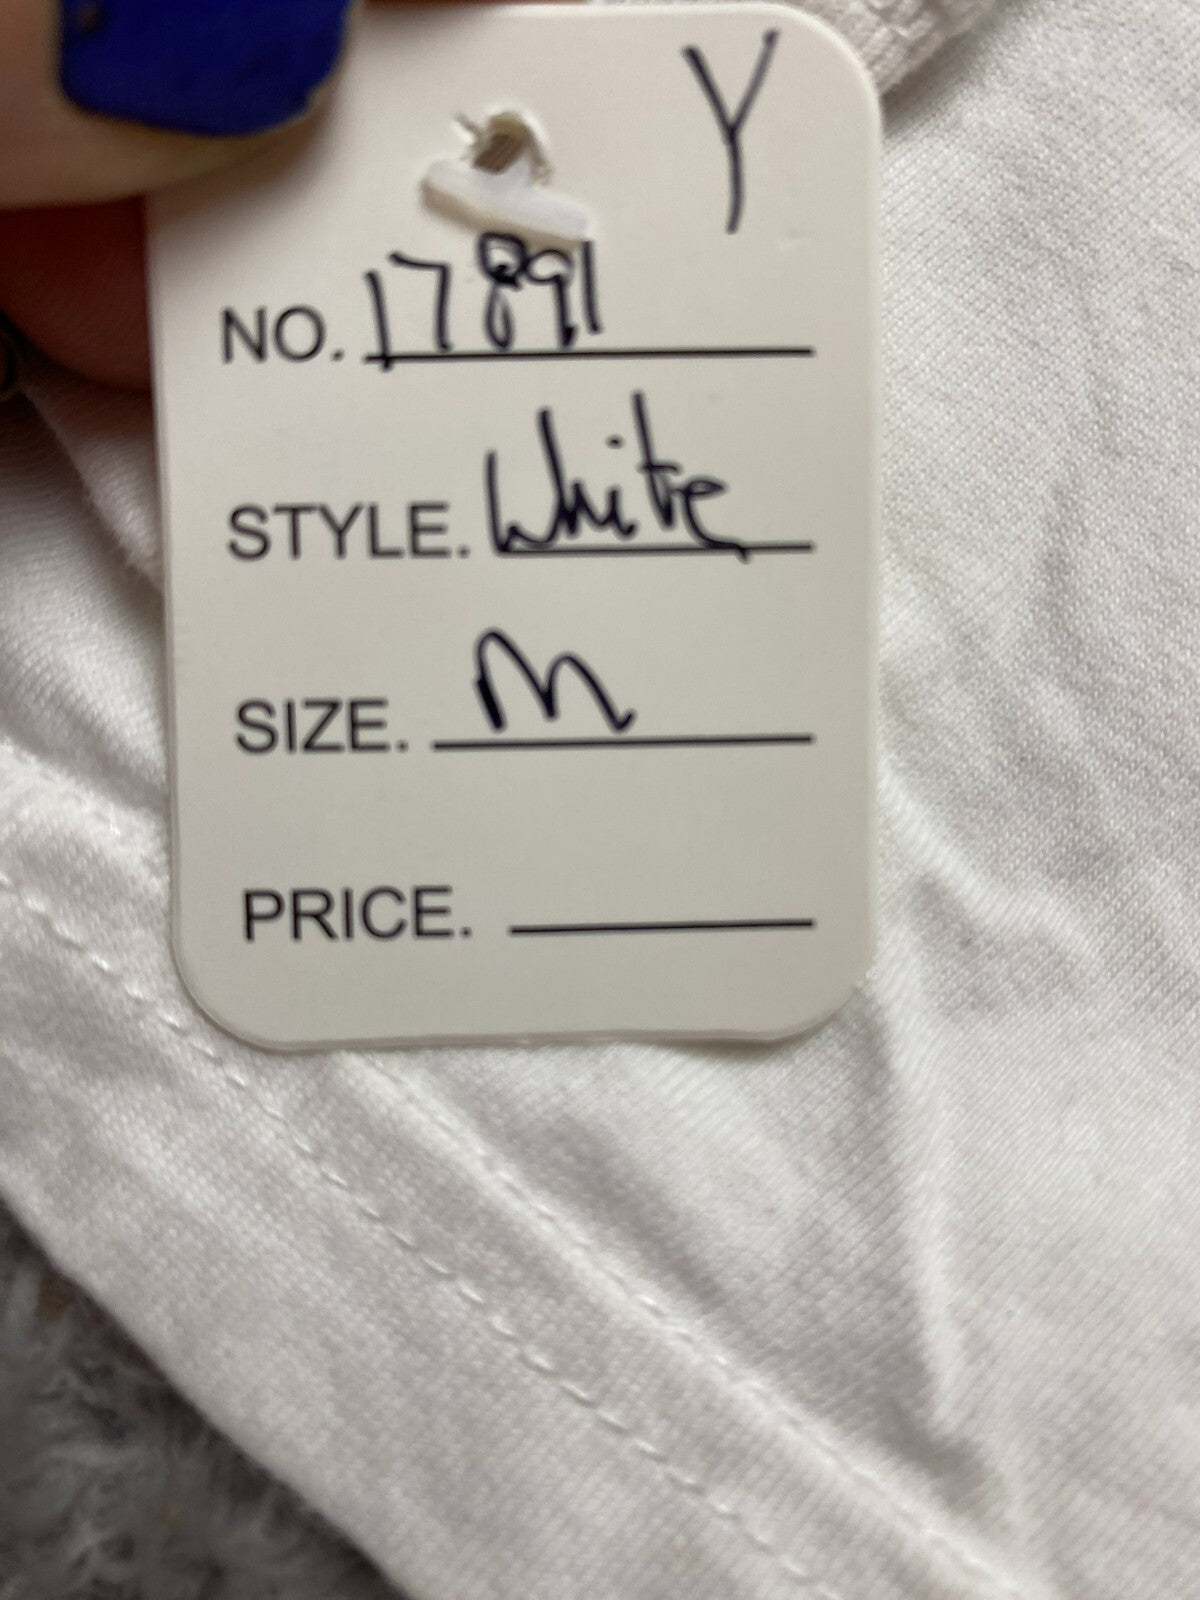 Y
NO. 17891
STYLE. White
SIZE. M
PRICE.